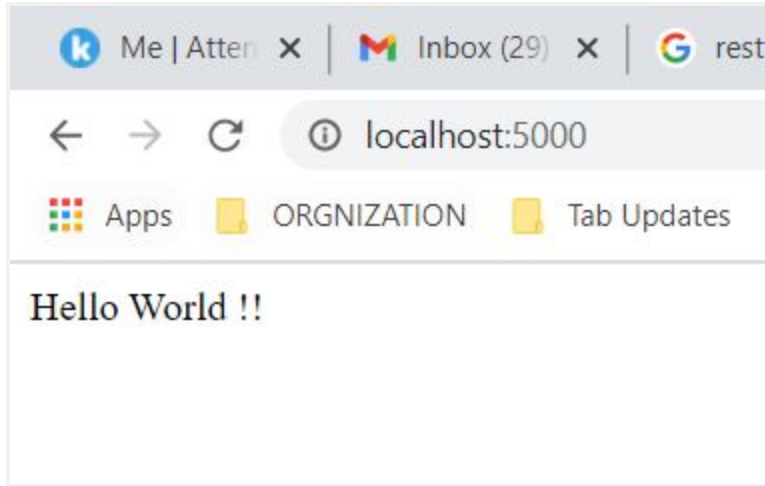 Me | Atten Inbox (29) rest
localhost:5000
Apps ORGNIZATION Tab Updates
Hello World !!